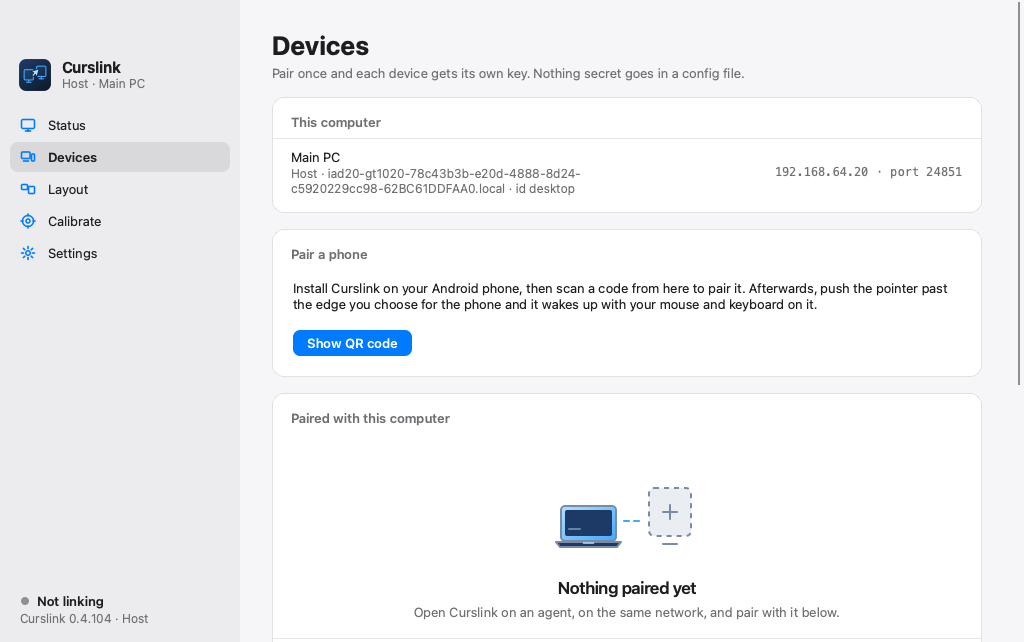 Curslink
Host · Main PC
Status
Devices
Layout
Calibrate
Settings
Not linking
Curslink 0.4.104 · Host
Devices
Pair once and each device gets its own key. Nothing secret goes in a config file.
This computer
Main PC
Host · iad20-gt1020-78c43b3b-e20d-4888-8d24-
c5920229cc98-62BC61DDFAA0.local · id desktop
192.168.64.20 · port 24851
Pair a phone
Install Curslink on your Android phone, then scan a code from here to pair it. Afterwards, push the pointer past
the edge you choose for the phone and it wakes up with your mouse and keyboard on it.
Show QR code
Paired with this computer
Nothing paired yet
Open Curslink on an agent, on the same network, and pair with it below.